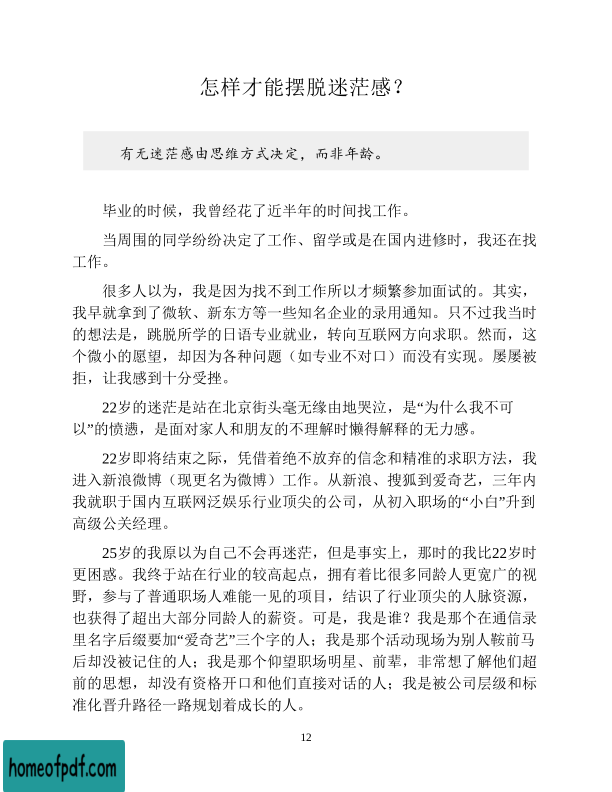 怎样才能摆脱迷茫感？
有无迷茫感由思维方式决定，而非年龄。
毕业的时候，我曾经花了近半年的时间找工作。
当周围的同学纷纷决定了工作、留学或是在国内进修时，我还在找
工作。
很多人以为，我是因为找不到工作所以才频繁参加面试的。其实，
我早就拿到了微软、新东方等一些知名企业的录用通知。只不过我当时
的想法是，跳脱所学的日语专业就业，转向互联网方向求职。然而，这
个微小的愿望，却因为各种问题（如专业不对口）而没有实现。屡屡被
拒，让我感到十分受挫。
22岁的迷茫是站在北京街头毫无缘由地哭泣，是“为什么我不可
以”的愤懑，是面对家人和朋友的不理解时懒得解释的无力感。
22岁即将结束之际，凭借着绝不放弃的信念和精准的求职方法，我
进入新浪微博（现更名为微博）工作。从新浪、搜狐到爱奇艺，三年内
我就职于国内互联网泛娱乐行业顶尖的公司，从初入职场的“小白”升到
高级公关经理。
25岁的我原以为自己不会再迷茫，但是事实上，那时的我比22岁时
更困惑。我终于站在行业的较高起点，拥有着比很多同龄人更宽广的视
野，参与了普通职场人难能一见的项目，结识了行业顶尖的人脉资源，
也获得了超出大部分同龄人的薪资。可是，我是谁？我是那个在通信录
里名字后缀要加“爱奇艺”三个字的人；我是那个活动现场为别人鞍前马
后却没被记住的人；我是那个仰望职场明星、前辈，非常想了解他们超
前的思想，却没有资格开口和他们直接对话的人；我是被公司层级和标
准化晋升路径一路规划着成长的人。
12
homeofpdf.com